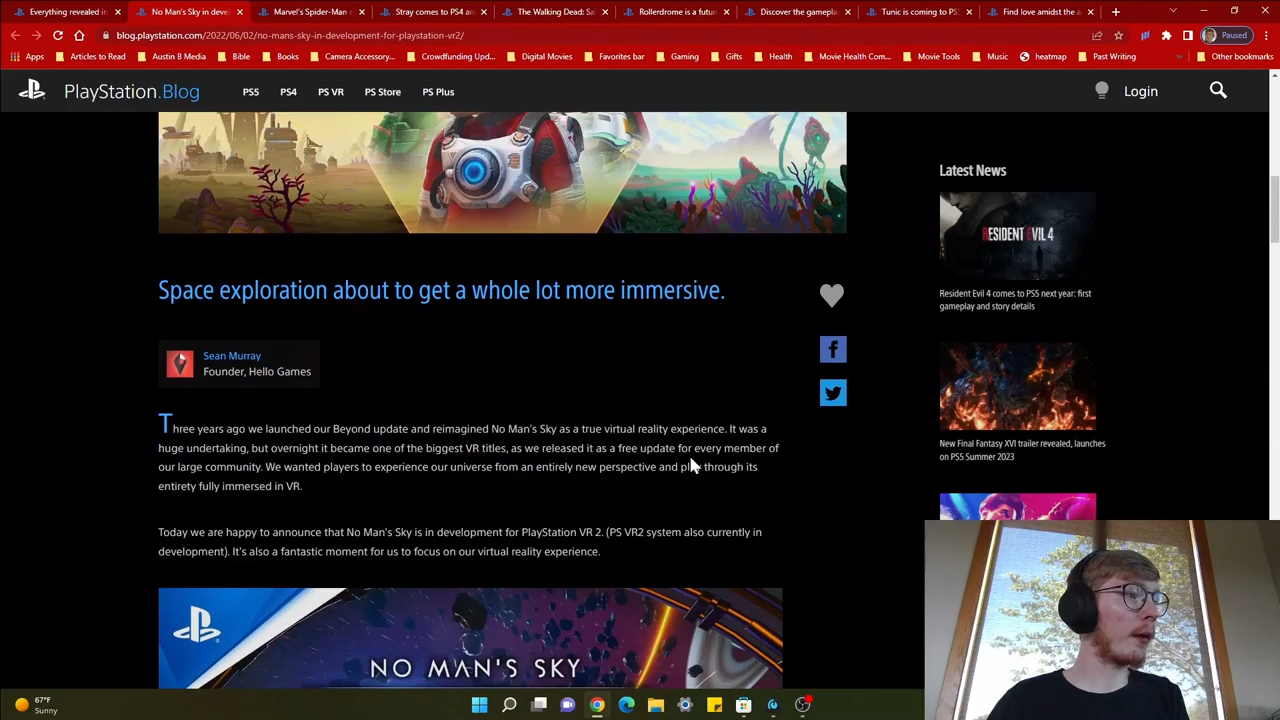 Everything revealed in
No Man's Sky in deve
Marvel's Spider-Man
Stray comes to PS4 an
The Walking Dead: Sa
Rollerdrome is a futur
Discover the gamepla
Tunic is coming to PS
Find love amidst the a
blog.playstation.com/2022/06/02/no-mans-sky-in-development-for-playstation-vr2/
Paused
Apps
Articles to Read
Austin B Media
Bible
Books
Camera Accessory...
Crowdfunding Upd...
Digital Movies
Favorites bar
Gaming
Gifts
Health
Movie Health Com...
Movie Tools
Music
heatmap
Past Writing
Other bookmarks
PlayStation.Blog
PS5
PS4
PS VR
PS Store
PS Plus
Login
Space exploration about to get a whole lot more immersive.
Sean Murray
Founder, Hello Games
Three years ago we launched our Beyond update and reimagined No Man's Sky as a true virtual reality experience. It was a
huge undertaking, but overnight it became one of the biggest VR titles, as we released it as a free update for every member of
our large community. We wanted players to experience our universe from an entirely new perspective and play through its
entirety fully immersed in VR.
Today we are happy to announce that No Man's Sky is in development for PlayStation VR 2. (PS VR2 system also currently in
development). It's also a fantastic moment for us to focus on our virtual reality experience.
NO MAN'S SKY
Latest News
RESIDENT EVIL 4
Resident Evil 4 comes to PS5 next year: first
gameplay and story details
New Final Fantasy XVI trailer revealed, launches
on PS5 Summer 2023
67°F
Sunny